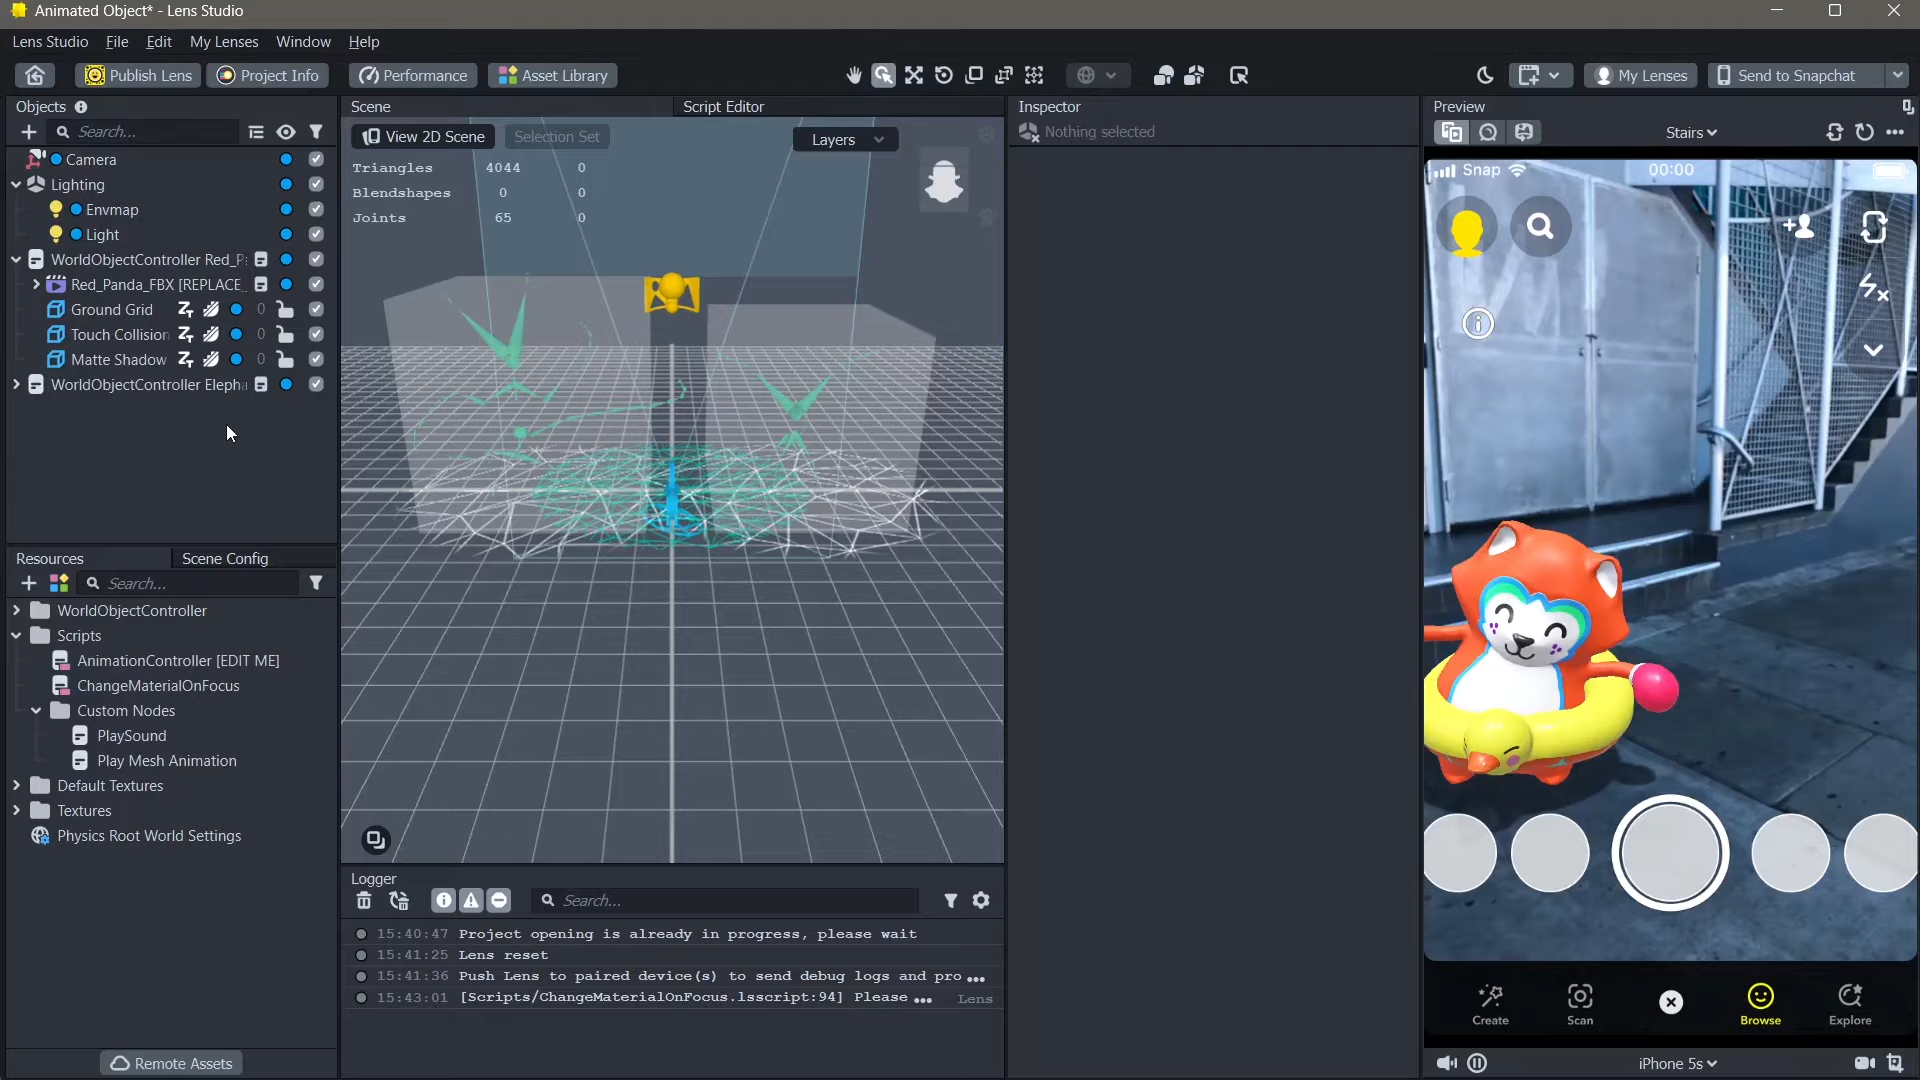 Animated Object* - Lens Studio
Lens Studio File Edit My Lenses Window Help
Publish Lens Project Info Performance Asset Library My Lenses Send to Snapchat
Objects
Search...
Camera
Lighting
Envmap
Light
WorldObjectController Red_P
Red_Panda_FBX [REPLACE_
Ground Grid 0
Touch Collision 0
Matte Shadow 0
WorldObjectController Eleph
Resources Scene Config
Search...
WorldObjectController
Scripts
AnimationController [EDIT ME]
ChangeMaterialOnFocus
Custom Nodes
PlaySound
Play Mesh Animation
Default Textures
Textures
Physics Root World Settings
Remote Assets
Scene Script Editor
View 2D Scene Selection Set Layers
Triangles 4044 0
Blendshapes 0 0
Joints 65 0
Logger
Search...
15:40:47 Project opening is already in progress, please wait
15:41:25 Lens reset
15:41:36 Push Lens to paired device(s) to send debug logs and pro...
15:43:01 [Scripts/ChangeMaterialOnFocus.lsscript:94] Please ... Lens
Inspector
Nothing selected
Preview
Stairs
Snap 00:00
Create Scan Browse Explore
iPhone 5s